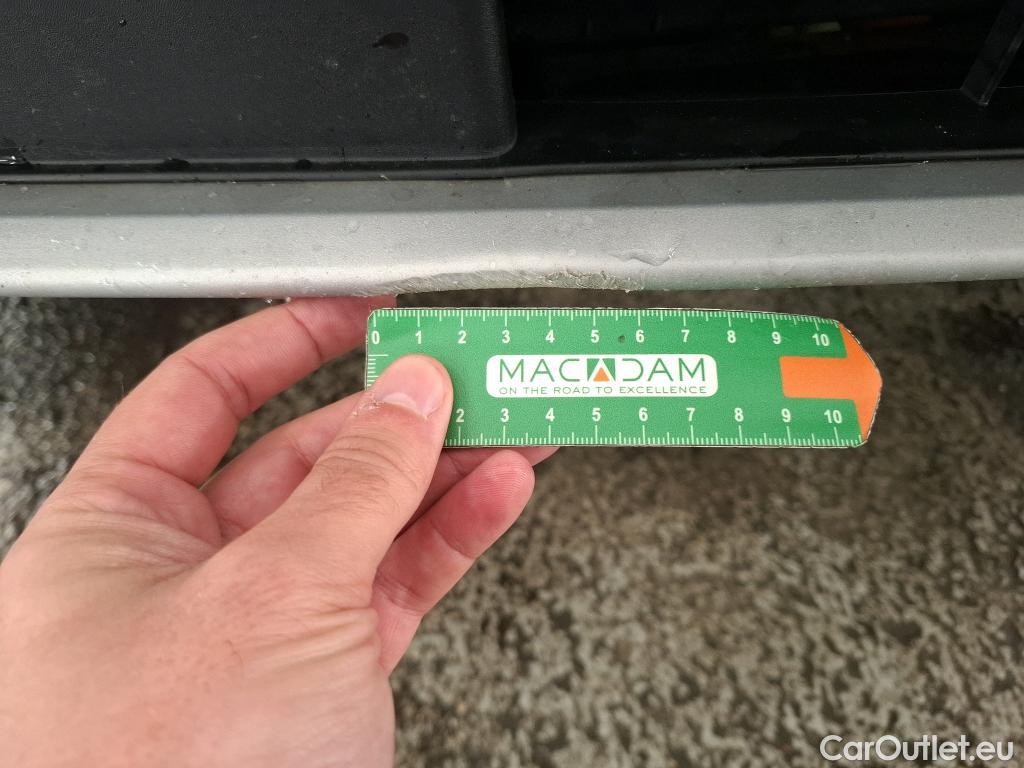 0 1 2 3 4 5 6 7 8 9 10
MACADAM
ON THE ROAD TO EXCELLENCE
2 3 4 5 6 7 8 9 10
CarOutlet.eu